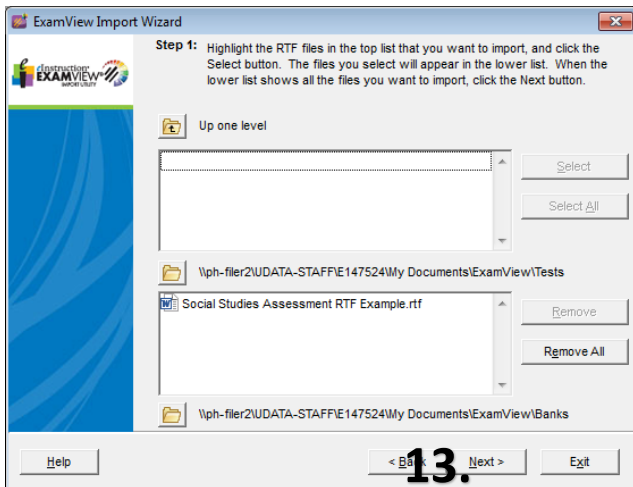 ExamView Import Wizard
eInstruction
EXAMVIEW
IMPORT UTILITY
Step 1: Highlight the RTF files in the top list that you want to import, and click the
Select button. The files you select will appear in the lower list. When the
lower list shows all the files you want to import, click the Next button.
Up one level
Select
Select All
\\ph-filer2\UDATA-STAFF\E147524\My Documents\ExamView\Tests
Social Studies Assessment RTF Example.rtf
Remove
Remove All
\\ph-filer2\UDATA-STAFF\E147524\My Documents\ExamView\Banks
Help
< Back
13.
Next >
Exit